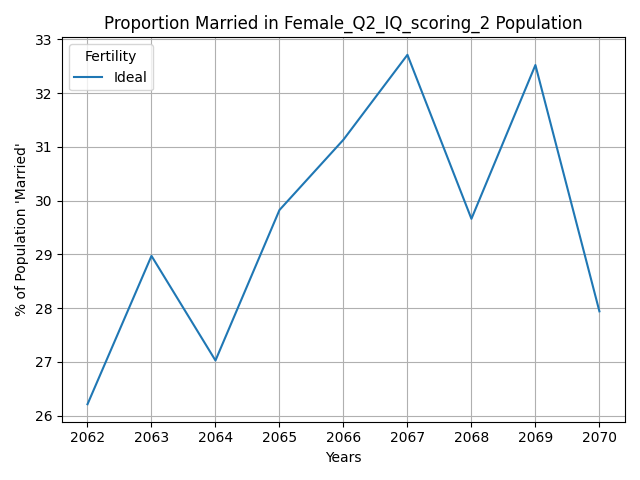 Proportion Married in Female_Q2_IQ_scoring_2 Population
% of Population 'Married'
33
32
31
30
29
28
27
26
Fertility
Ideal
2062 2063 2064 2065 2066 2067 2068 2069 2070
Years